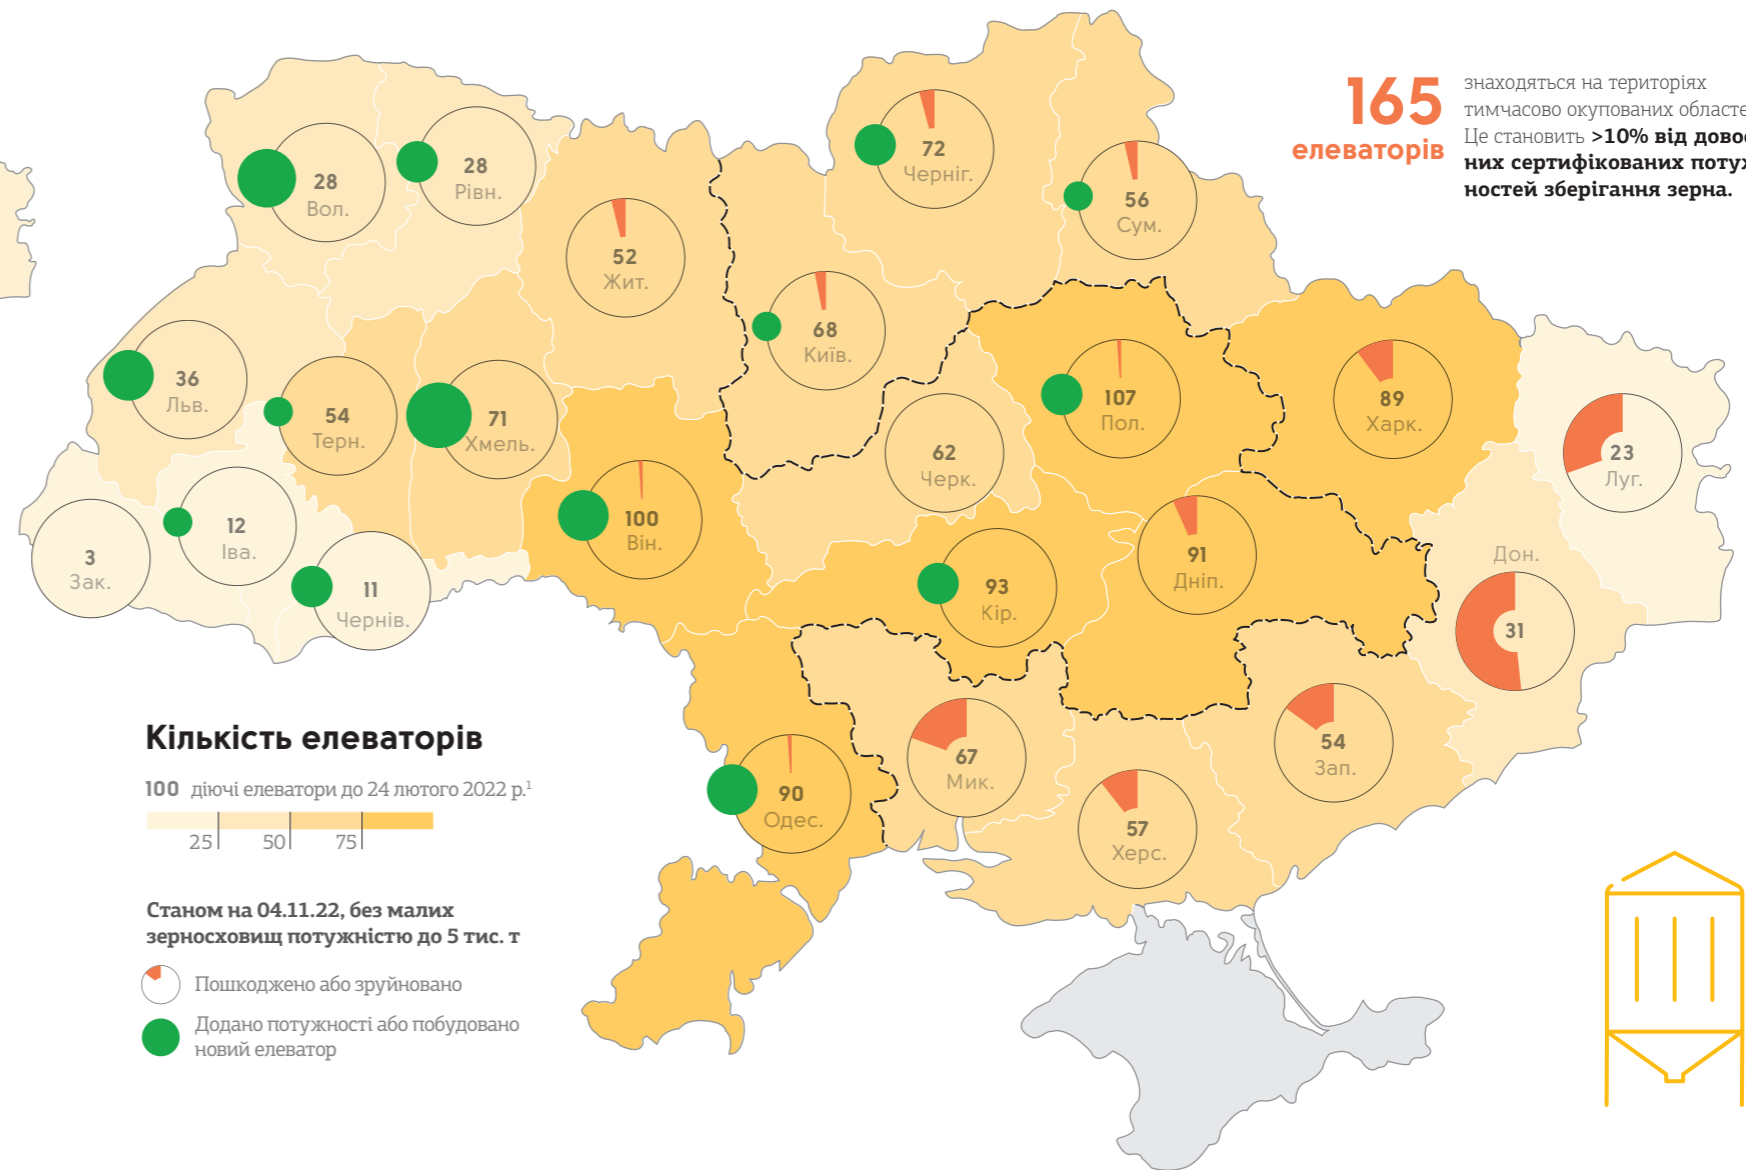 165
елеваторів
знаходяться на територіях
тимчасово окупованих
Це становить >10% від
них сертифікованих
ностей зберігання зерна.
72
Черніг.
28
Вол.
28
Рівн.
56
Сум.
52
Жит.
68
Київ.
36
Льв.
54
Терн.
71
Хмель.
107
Пол.
89
Харк.
62
Черк.
23
Луг.
100
Він.
12
Іва.
3
Зак.
11
Чернів.
93
Кір.
91
Дніп.
Дон.
31
67
Мик.
54
Зап.
90
Одес.
57
Херс.
Кількість елеваторів
100 діючі елеватори до 24 лютого 2022 р.¹
25 50 75
Станом на 04.11.22, без малих
зерносховищ потужністю до 5 тис. т
Пошкоджено або зруйновано
Додано потужності або побудовано
новий елеватор